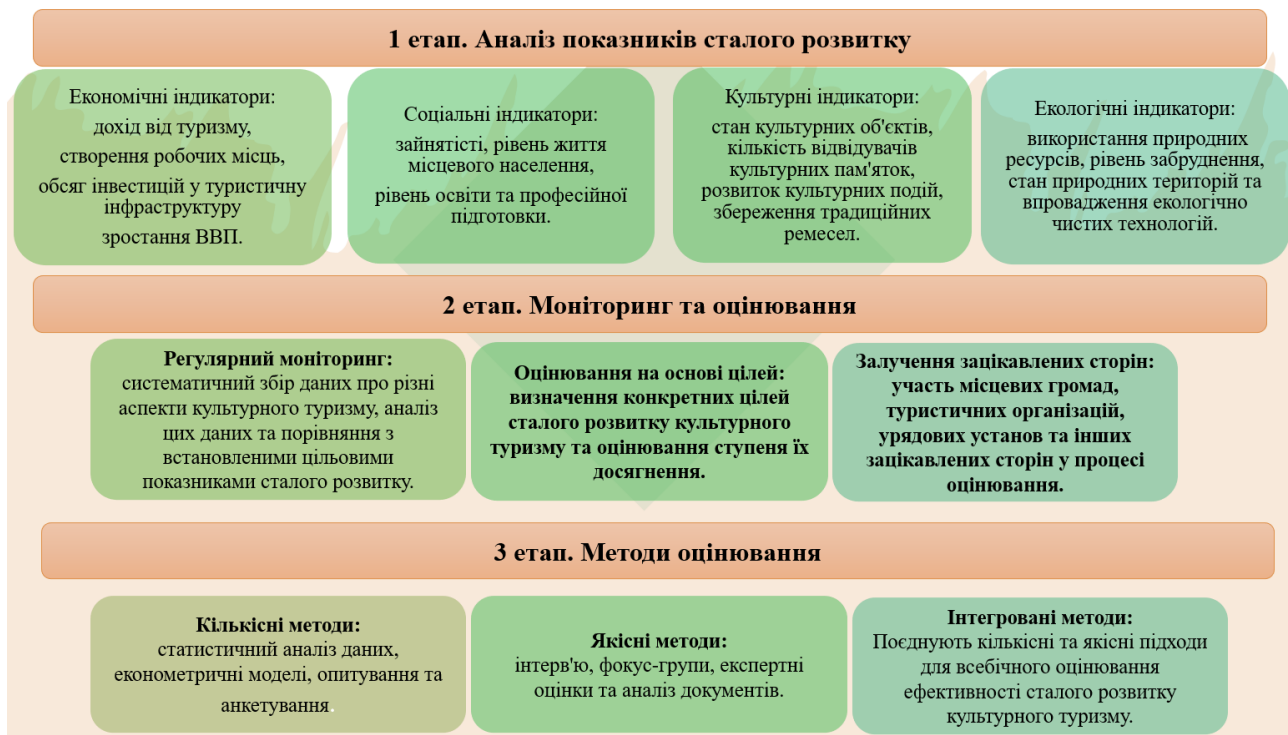 1 етап. Аналіз показників сталого розвитку
Економічні індикатори:
дохід від туризму,
створення робочих місць,
обсяг інвестицій у туристичну
інфраструктуру
зростання ВВП.
Соціальні індикатори:
зайнятісті, рівень життя
місцевого населення,
рівень освіти та професійної
підготовки.
Культурні індикатори:
стан культурних об'єктів,
кількість відвідувачів
культурних пам'яток,
розвиток культурних подій,
збереження традиційних
ремесел.
Екологічні індикатори:
використання природних
ресурсів, рівень забруднення,
стан природних територій та
впровадження екологічно
чистих технологій.
2 етап. Моніторинг та оцінювання
Регулярний моніторинг:
систематичний збір даних про різні
аспекти культурного туризму, аналіз
цих даних та порівняння з
встановленими цільовими
показниками сталого розвитку.
Оцінювання на основі цілей:
визначення конкретних цілей
сталого розвитку культурного
туризму та оцінювання ступеня їх
досягнення.
Залучення зацікавлених сторін:
участь місцевих громад,
туристичних організацій,
урядових установ та інших
зацікавлених сторін у процесі
оцінювання.
3 етап. Методи оцінювання
Кількісні методи:
статистичний аналіз даних,
економетричні моделі, опитування та
анкетування.
Якісні методи:
інтерв'ю, фокус-групи, експертні
оцінки та аналіз документів.
Інтегровані методи:
Поєднують кількісні та якісні підходи
для всебічного оцінювання
ефективності сталого розвитку
культурного туризму.